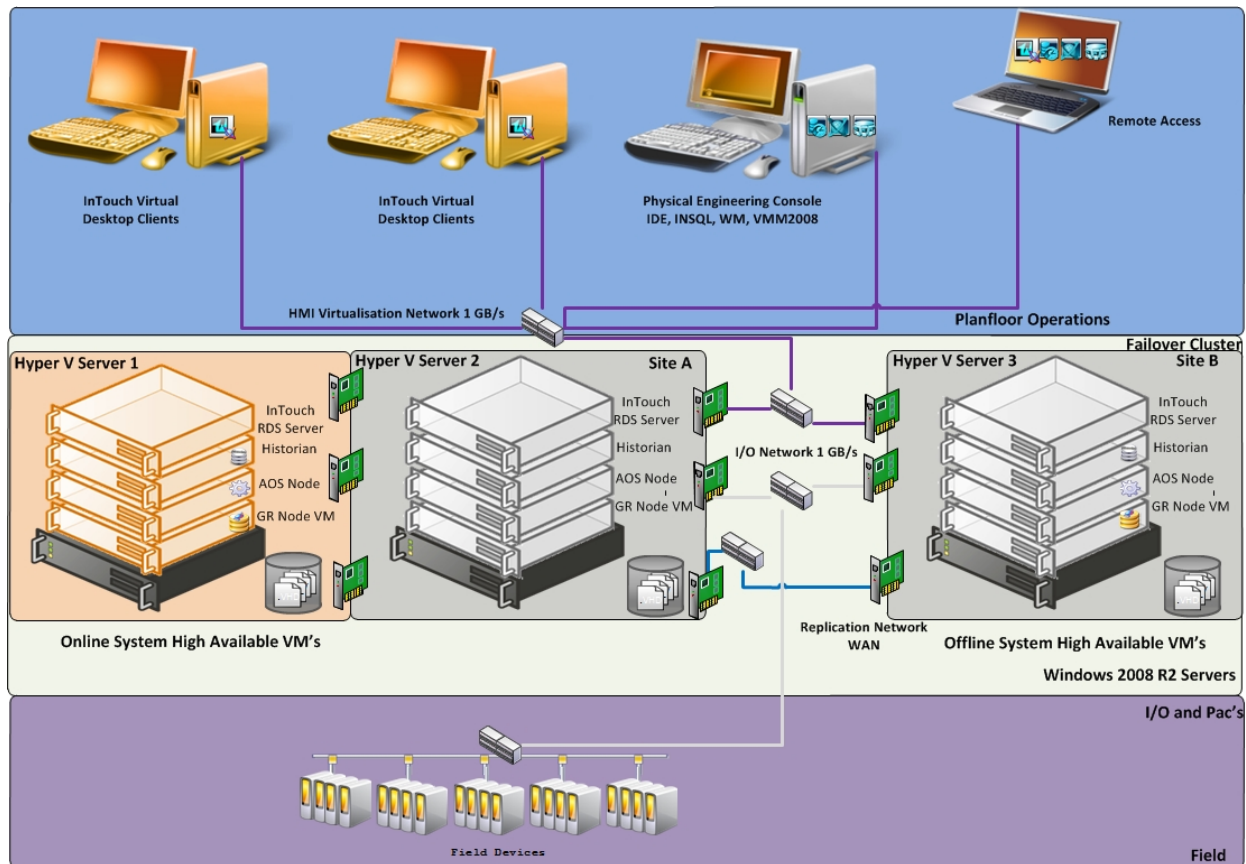 Remote Access
InTouch Virtual
Desktop Clients
InTouch Virtual
Desktop Clients
Physical Engineering Console
IDE, INSQL, WM, VMM2008
HMI Virtualisation Network 1 GB/s
Planfloor Operations
Failover Cluster
Hyper V Server 1
InTouch
RDS Server
Historian
AOS Node
GR Node VM
Hyper V Server 2
Site A
InTouch
RDS Server
Historian
AOS Node
GR Node VM
I/O Network 1 GB/s
Hyper V Server 3
Site B
InTouch
RDS Server
Historian
AOS Node
GR Node VM
Replication Network
WAN
Online System High Available VM's
Offline System High Available VM's
Windows 2008 R2 Servers
I/O and Pac's
Field Devices
Field